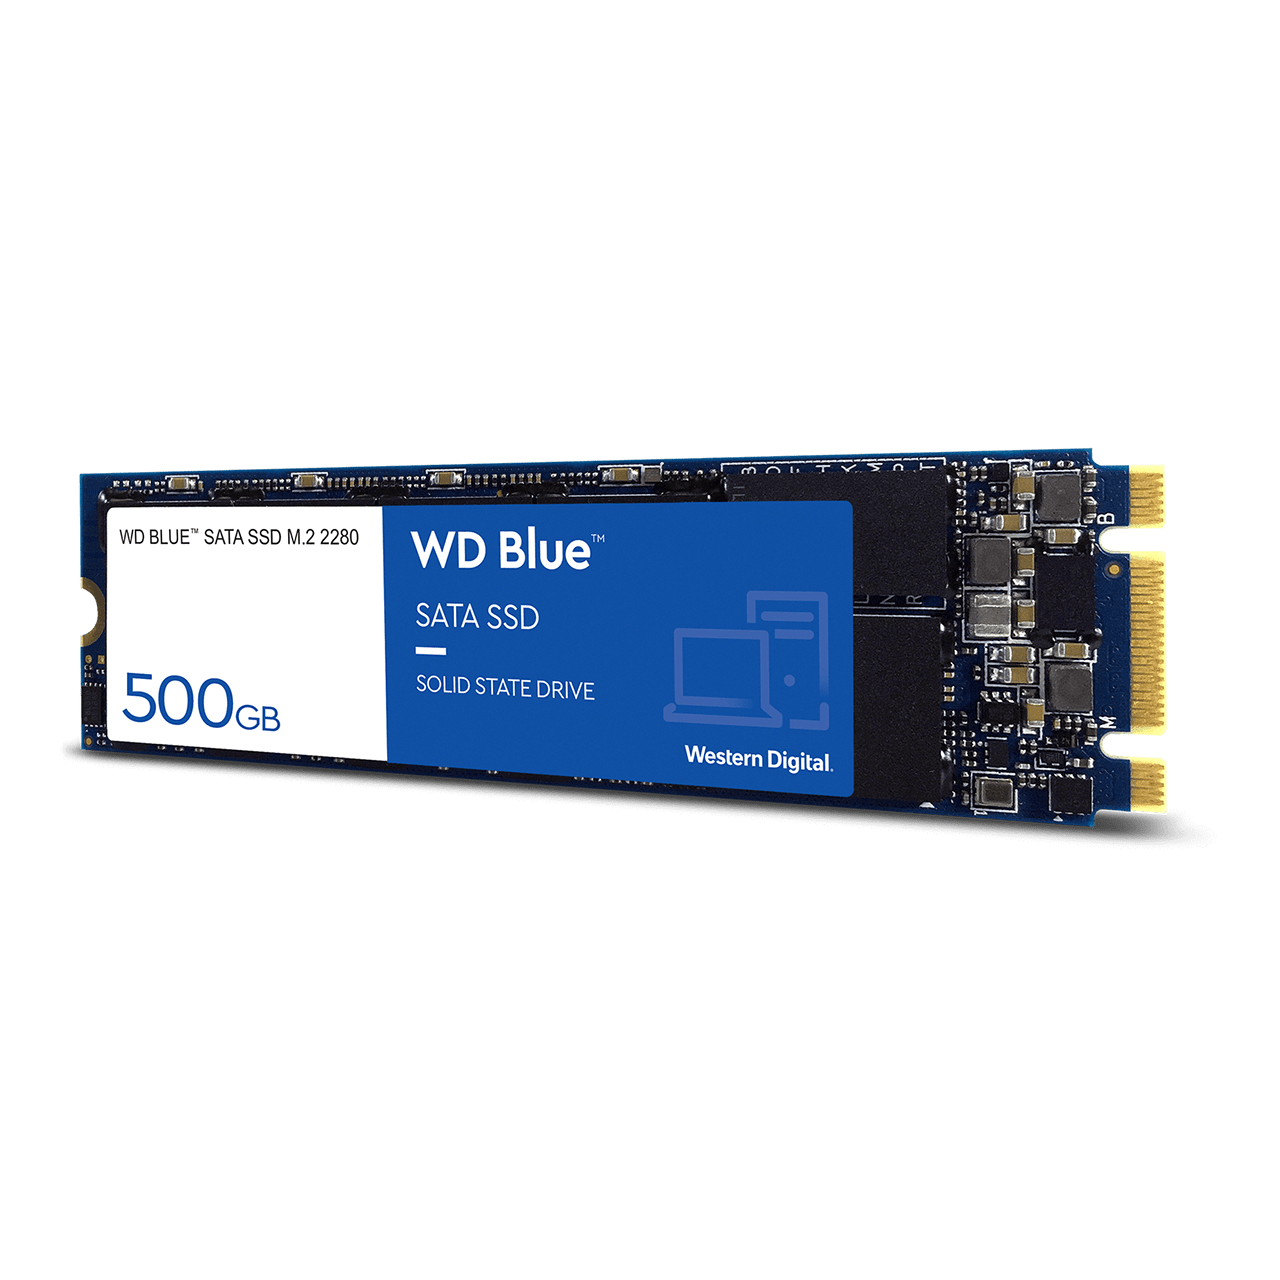 WD BLUE™ SATA SSD M.2 2280
500GB
WD Blue™
SATA SSD
SOLID STATE DRIVE
Western Digital.
B
M